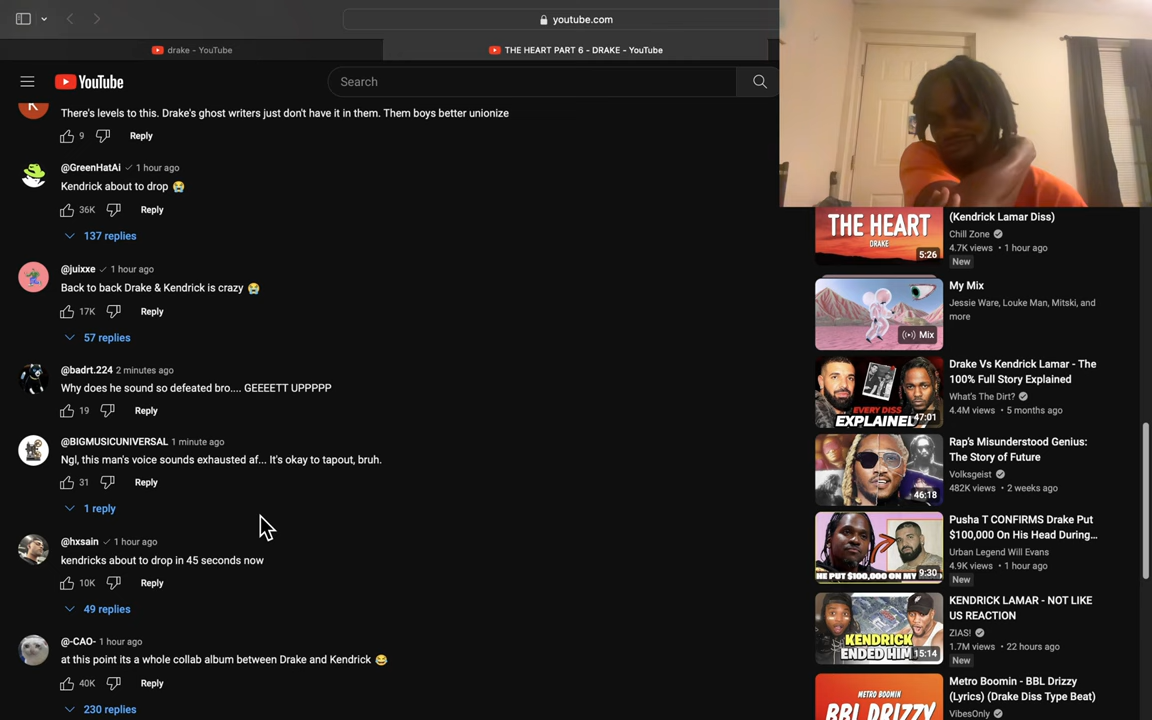 youtube.com
drake - YouTube
THE HEART PART 6 - DRAKE - YouTube
YouTube
Search
K
There's levels to this. Drake's ghost writers just don't have it in them. Them boys better unionize
9 Reply
@GreenHatAi 1 hour ago
Kendrick about to drop 😭
36K Reply
137 replies
@juixxe 1 hour ago
Back to back Drake & Kendrick is crazy 😭
17K Reply
57 replies
@badrt.224 2 minutes ago
Why does he sound so defeated bro.... GEEEETT UPPPPP
19 Reply
@BIGMUSICUNIVERSAL 1 minute ago
Ngl, this man's voice sounds exhausted af... It's okay to tapout, bruh.
31 Reply
1 reply
@hxsain 1 hour ago
kendricks about to drop in 45 seconds now
10K Reply
49 replies
@-CAO- 1 hour ago
at this point its a whole collab album between Drake and Kendrick 😂
40K Reply
230 replies
THE HEART
DRAKE
5:26
(Kendrick Lamar Diss)
Chill Zone
4.7K views • 1 hour ago
New
Mix
My Mix
Jessie Ware, Louke Man, Mitski, and
more
EVERY DISS
EXPLAINED
47:01
Drake Vs Kendrick Lamar - The
100% Full Story Explained
What's The Dirt?
4.4M views • 5 months ago
46:18
Rap's Misunderstood Genius:
The Story of Future
Volksgeist
482K views • 2 weeks ago
HE PUT $100,000 ON MY
9:30
Pusha T CONFIRMS Drake Put
$100,000 On His Head During...
Urban Legend Will Evans
4.9K views • 1 hour ago
New
KENDRICK
ENDED HIM
15:14
KENDRICK LAMAR - NOT LIKE
US REACTION
ZIAS!
1.7M views • 22 hours ago
New
METRO BOOMIN
BBL DRIZZY
Metro Boomin - BBL Drizzy
(Lyrics) (Drake Diss Type Beat)
VibesOnly